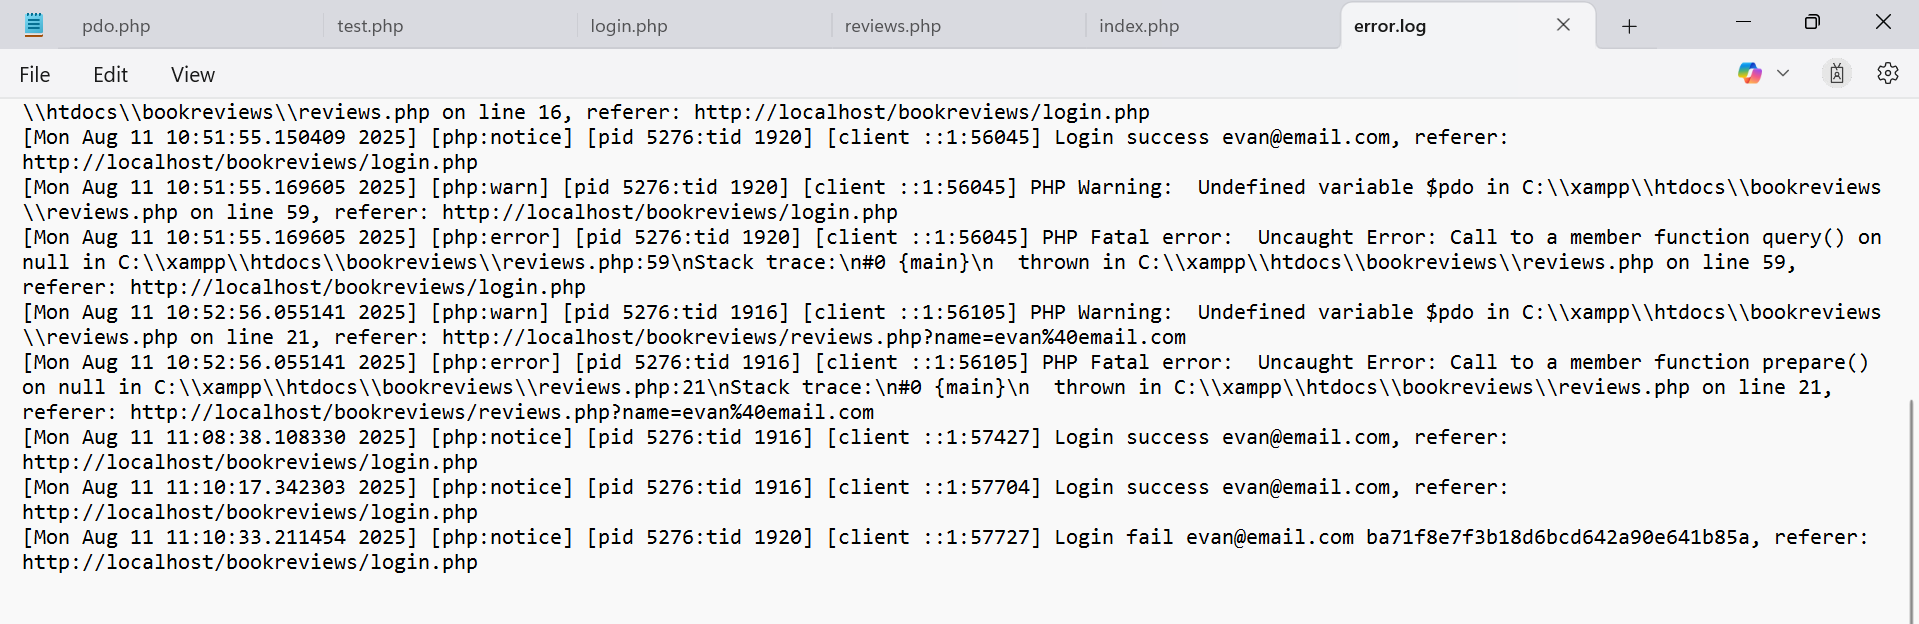 pdo.php test.php login.php reviews.php index.php error.log
File Edit View
\\htdocs\\bookreviews\\reviews.php on line 16, referer: http://localhost/bookreviews/login.php
[Mon Aug 11 10:51:55.150409 2025] [php:notice] [pid 5276:tid 1920] [client ::1:56045] Login success evan@email.com, referer:
http://localhost/bookreviews/login.php
[Mon Aug 11 10:51:55.169605 2025] [php:warn] [pid 5276:tid 1920] [client ::1:56045] PHP Warning:  Undefined variable $pdo in C:\\xampp\\htdocs\\bookreviews
\\reviews.php on line 59, referer: http://localhost/bookreviews/login.php
[Mon Aug 11 10:51:55.169605 2025] [php:error] [pid 5276:tid 1920] [client ::1:56045] PHP Fatal error:  Uncaught Error: Call to a member function query() on
null in C:\\xampp\\htdocs\\bookreviews\\reviews.php:59\nStack trace:\n#0 {main}\n  thrown in C:\\xampp\\htdocs\\bookreviews\\reviews.php on line 59,
referer: http://localhost/bookreviews/login.php
[Mon Aug 11 10:52:56.055141 2025] [php:warn] [pid 5276:tid 1916] [client ::1:56105] PHP Warning:  Undefined variable $pdo in C:\\xampp\\htdocs\\bookreviews
\\reviews.php on line 21, referer: http://localhost/bookreviews/reviews.php?name=evan%40email.com
[Mon Aug 11 10:52:56.055141 2025] [php:error] [pid 5276:tid 1916] [client ::1:56105] PHP Fatal error:  Uncaught Error: Call to a member function prepare()
on null in C:\\xampp\\htdocs\\bookreviews\\reviews.php:21\nStack trace:\n#0 {main}\n  thrown in C:\\xampp\\htdocs\\bookreviews\\reviews.php on line 21,
referer: http://localhost/bookreviews/reviews.php?name=evan%40email.com
[Mon Aug 11 11:08:38.108330 2025] [php:notice] [pid 5276:tid 1916] [client ::1:57427] Login success evan@email.com, referer:
http://localhost/bookreviews/login.php
[Mon Aug 11 11:10:17.342303 2025] [php:notice] [pid 5276:tid 1916] [client ::1:57704] Login success evan@email.com, referer:
http://localhost/bookreviews/login.php
[Mon Aug 11 11:10:33.211454 2025] [php:notice] [pid 5276:tid 1920] [client ::1:57727] Login fail evan@email.com ba71f8e7f3b18d6bcd642a90e641b85a, referer:
http://localhost/bookreviews/login.php